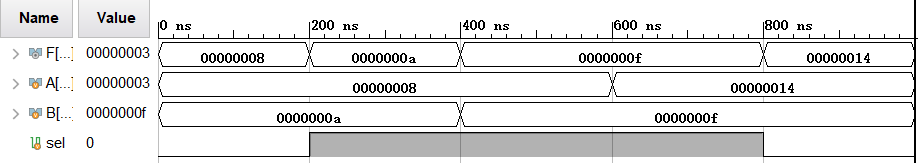 Name Value 0 ns 200 ns 400 ns 600 ns 800 ns
F[...] 00000003 00000008 0000000a 0000000f 00000014
A[...] 00000003 00000008 00000014
B[...] 0000000f 0000000a 0000000f
sel 0